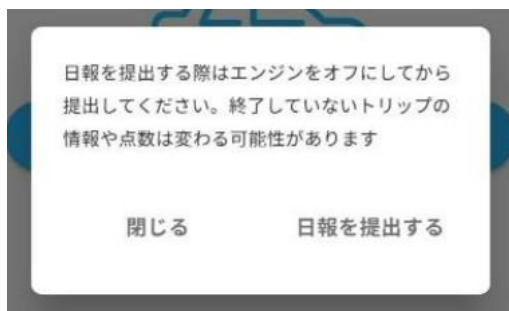 日報を提出する際はエンジンをオフにしてから
提出してください。終了していないトリップの
情報や点数は変わる可能性があります
閉じる 日報を提出する